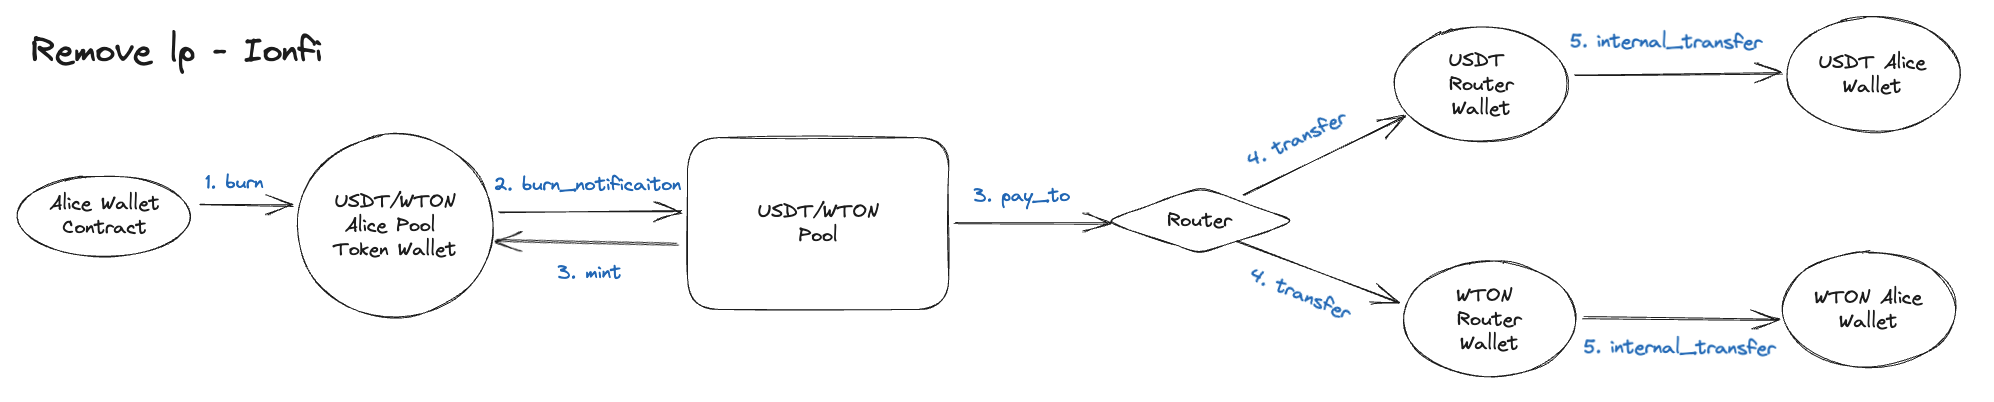 Remove lp - Ionfi
Alice Wallet
Contract
1. burn
USDT/WTON
Alice Pool
Token Wallet
2. burn_notificaiton
3. mint
USDT/WTON
Pool
3. pay_to
Router
4. transfer
4. transfer
USDT
Router
Wallet
5. internal_transfer
USDT Alice
Wallet
WTON
Router
Wallet
5. internal_transfer
WTON Alice
Wallet